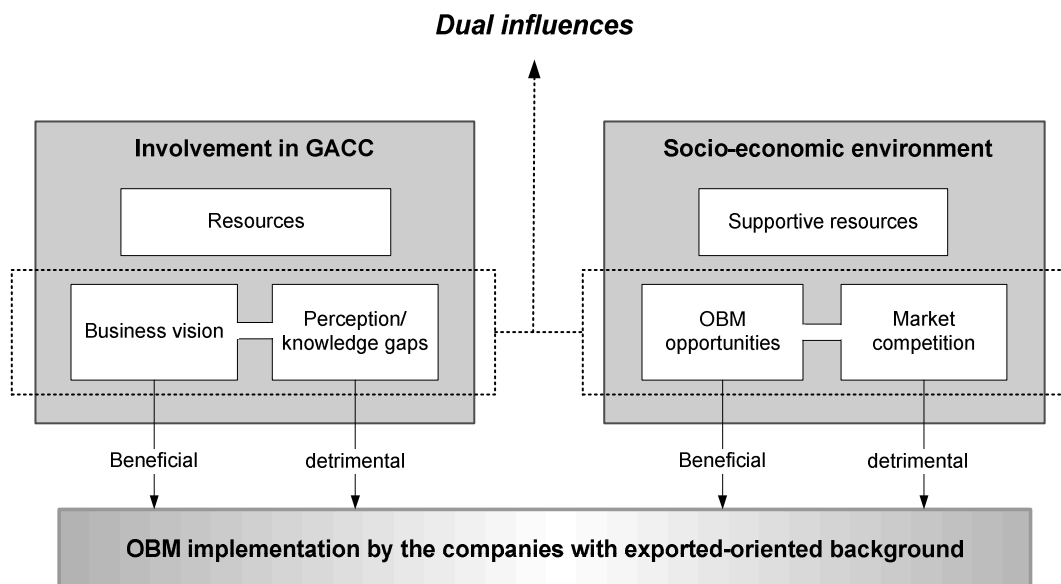 Dual influences
Involvement in GACC
Resources
Business vision
Perception/
knowledge gaps
Beneficial
detrimental
Socio-economic environment
Supportive resources
OBM
opportunities
Market
competition
Beneficial
detrimental
OBM implementation by the companies with exported-oriented background